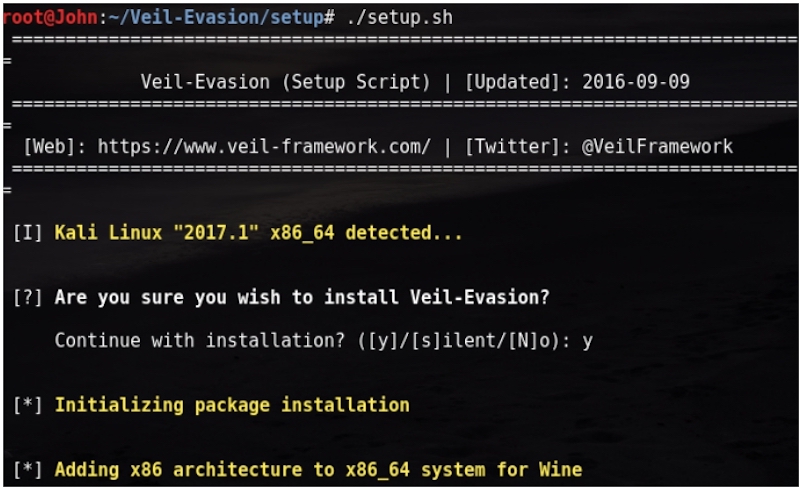 root@John:~/Veil-Evasion/setup# ./setup.sh
==========================================================================
=
Veil-Evasion (Setup Script) | [Updated]: 2016-09-09
==========================================================================
=
[Web]: https://www.veil-framework.com/ | [Twitter]: @VeilFramework
==========================================================================
=
[I] Kali Linux "2017.1" x86_64 detected...
[?] Are you sure you wish to install Veil-Evasion?
Continue with installation? ([y]/[s]ilent/[N]o): y
[*] Initializing package installation
[*] Adding x86 architecture to x86_64 system for Wine